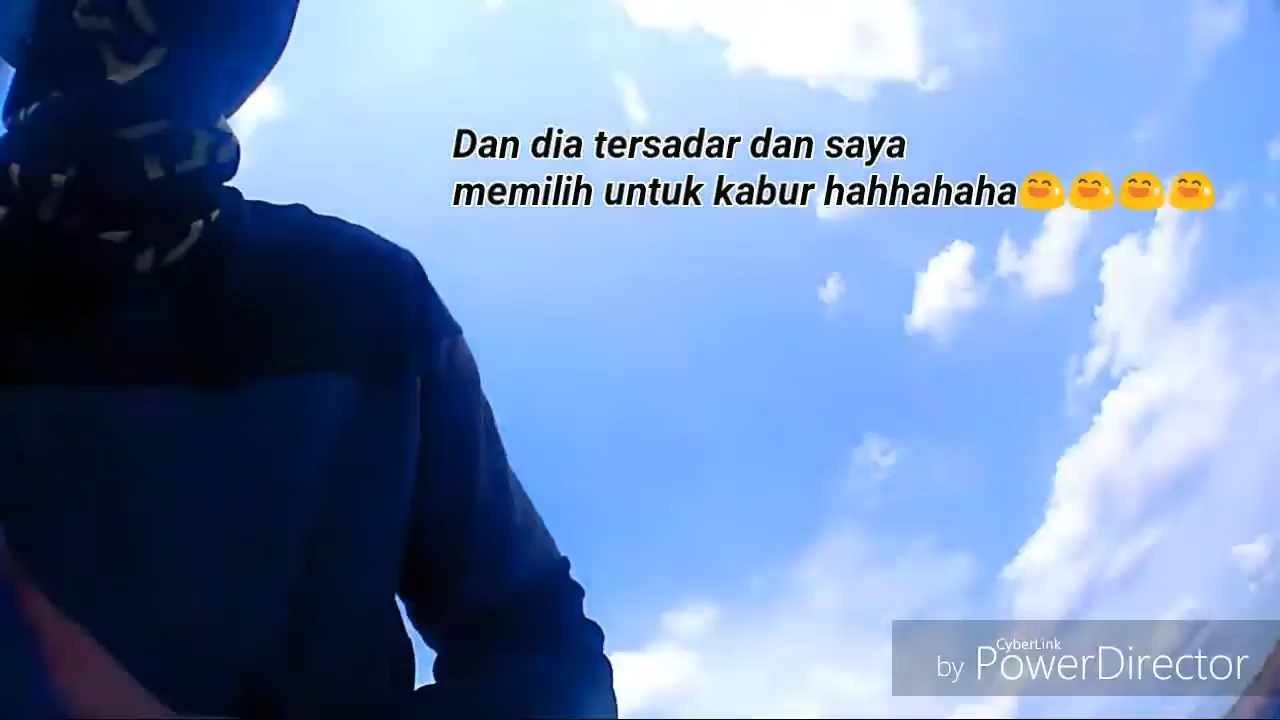 Dan dia tersadar dan saya
memilih untuk kabur hahhahaha😄😄😄😄
CyberLink
by PowerDirector